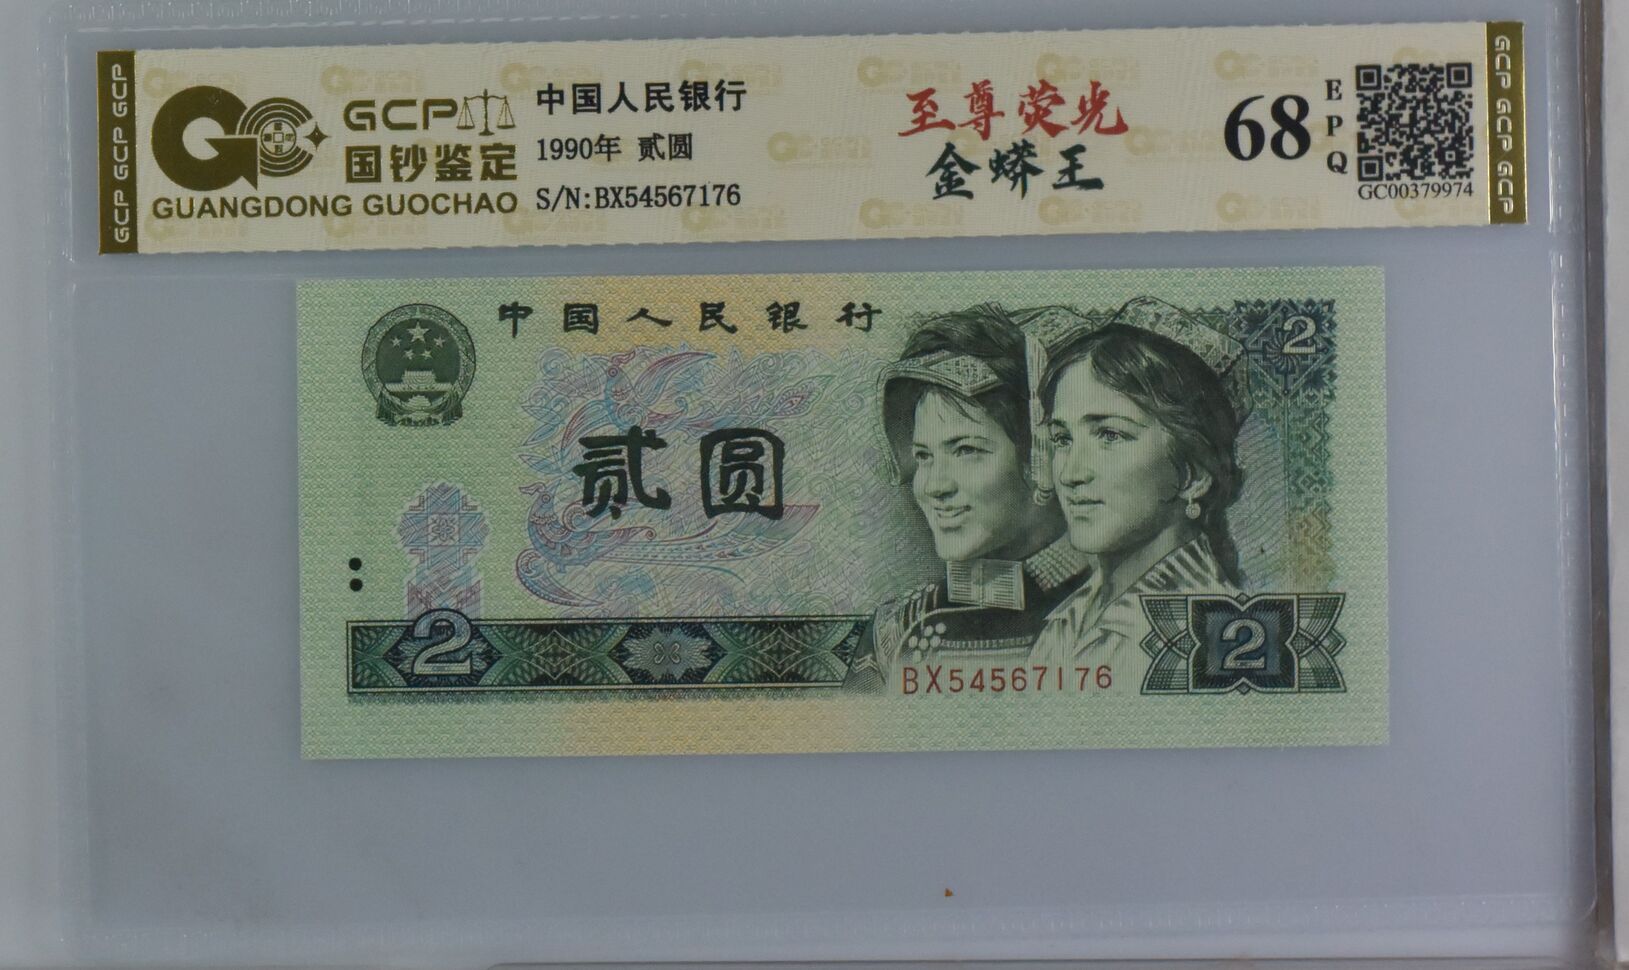 GCP GCP GCP
GCP
国钞鉴定
GUANGDONG GUOCHAO
中国人民银行
1990年 贰圆
S/N:BX54567176
至尊荧光
金蟒王
68
EPQ
GC00379974
GCP GCP GCP
中国人民银行
2
贰圆
2
BX54567176
2